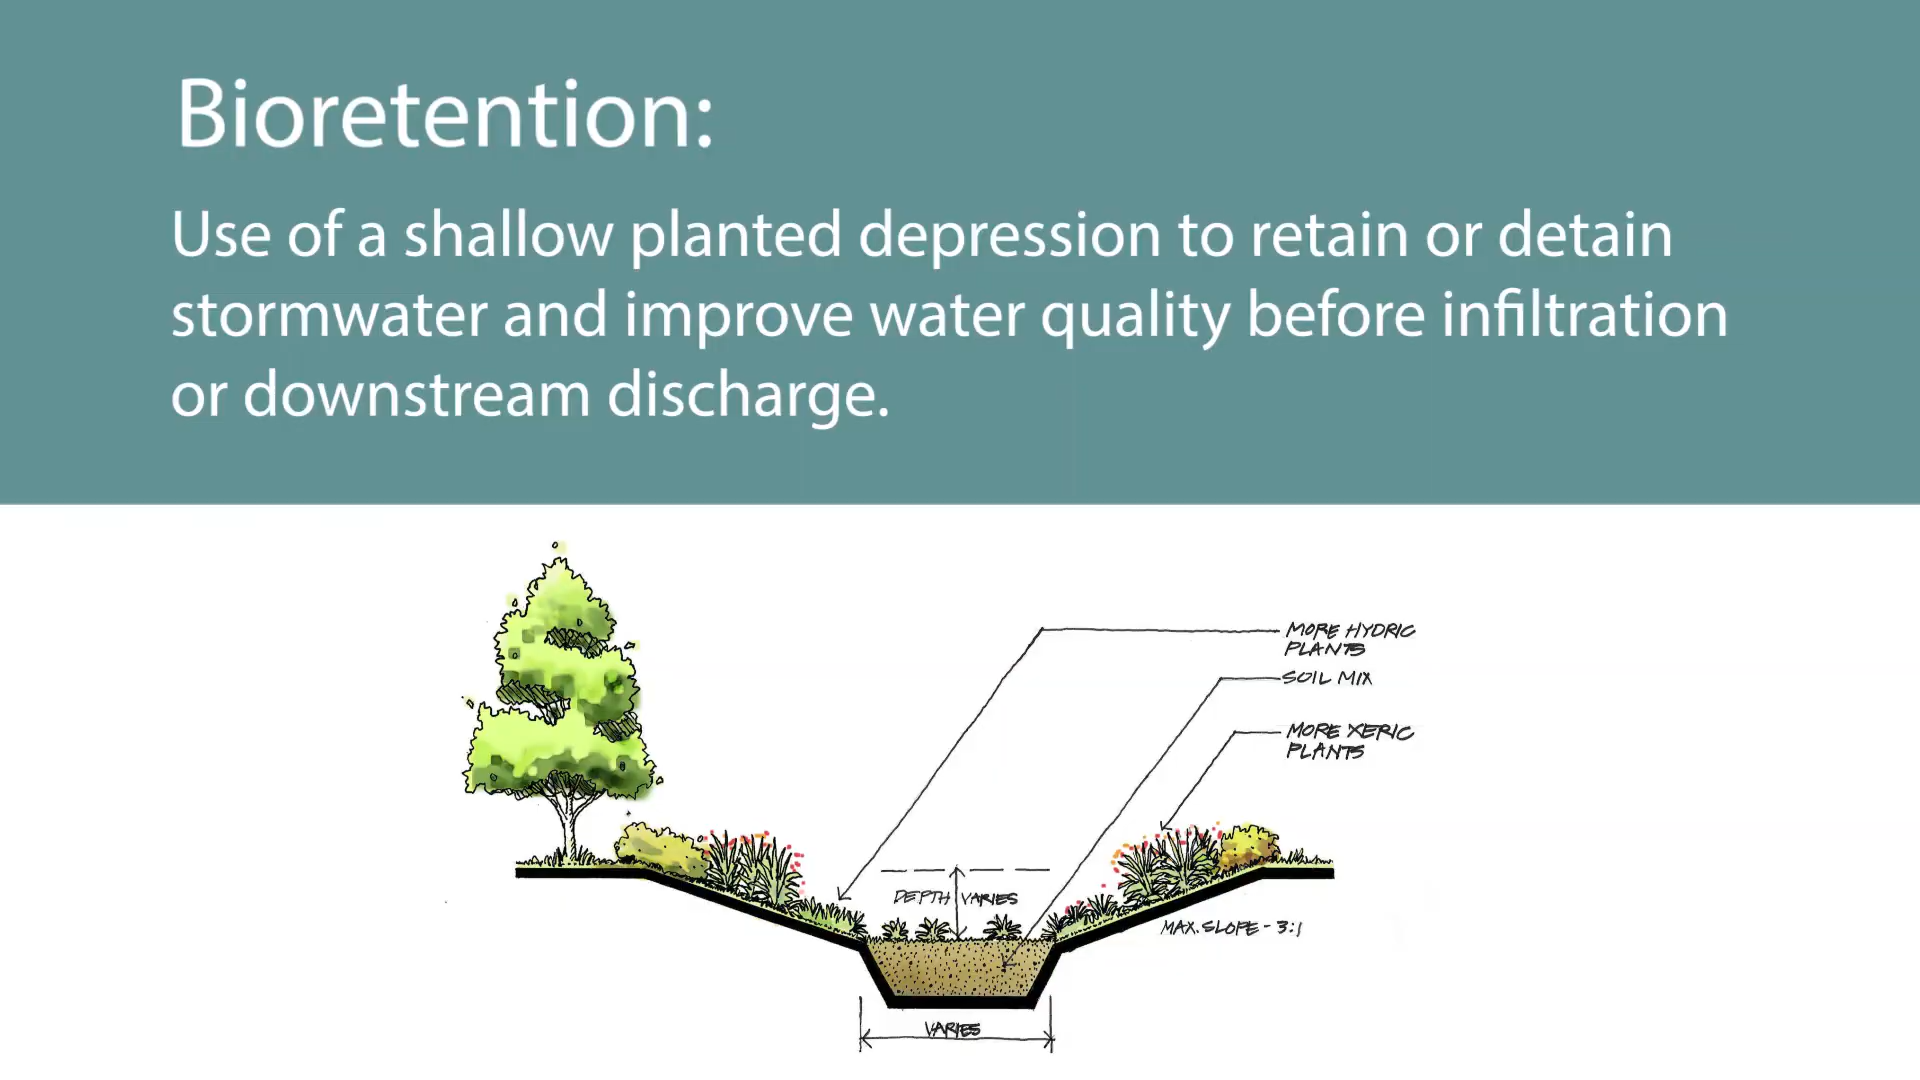 Bioretention:
Use of a shallow planted depression to retain or detain
stormwater and improve water quality before infiltration
or downstream discharge.
MORE HYDRIC
PLANTS
SOIL MIX
MORE XERIC
PLANTS
DEPTH VARIES
MAX. SLOPE - 3:1
VARIES